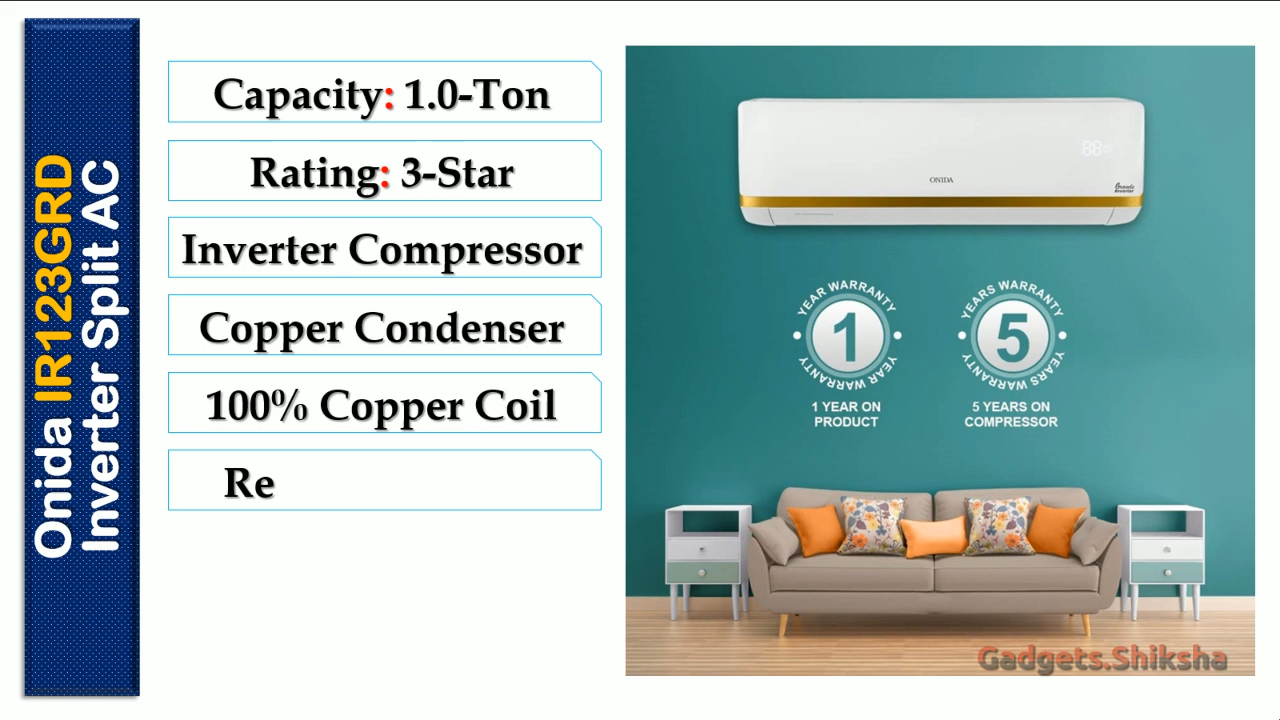 Onida IR123GRD
Inverter Split AC
Capacity: 1.0-Ton
Rating: 3-Star
Inverter Compressor
Copper Condenser
100% Copper Coil
Re
88
ONIDA
YEAR WARRANTY
1
YEAR WARRANTY
1 YEAR ON
PRODUCT
YEARS WARRANTY
5
YEARS WARRANTY
5 YEARS ON
COMPRESSOR
Gadgets.Shiksha